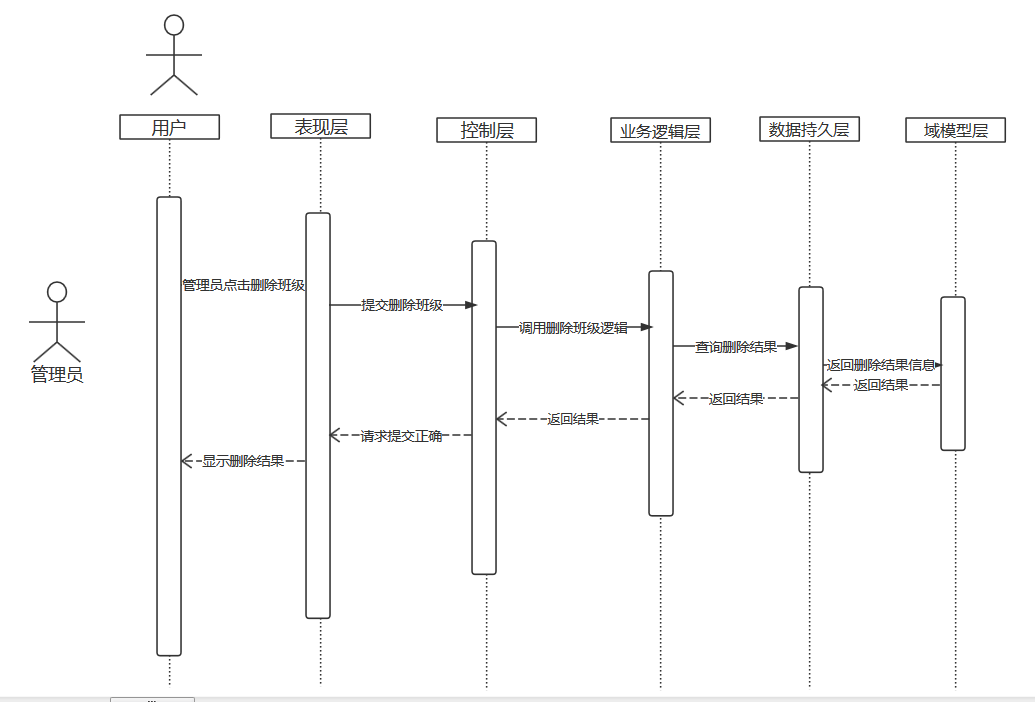 用户
表现层
控制层
业务逻辑层
数据持久层
域模型层
管理员点击删除班级
提交删除班级
调用删除班级逻辑
查询删除结果
返回删除结果信息
返回结果
返回结果
返回结果
请求提交正确
显示删除结果
管理员